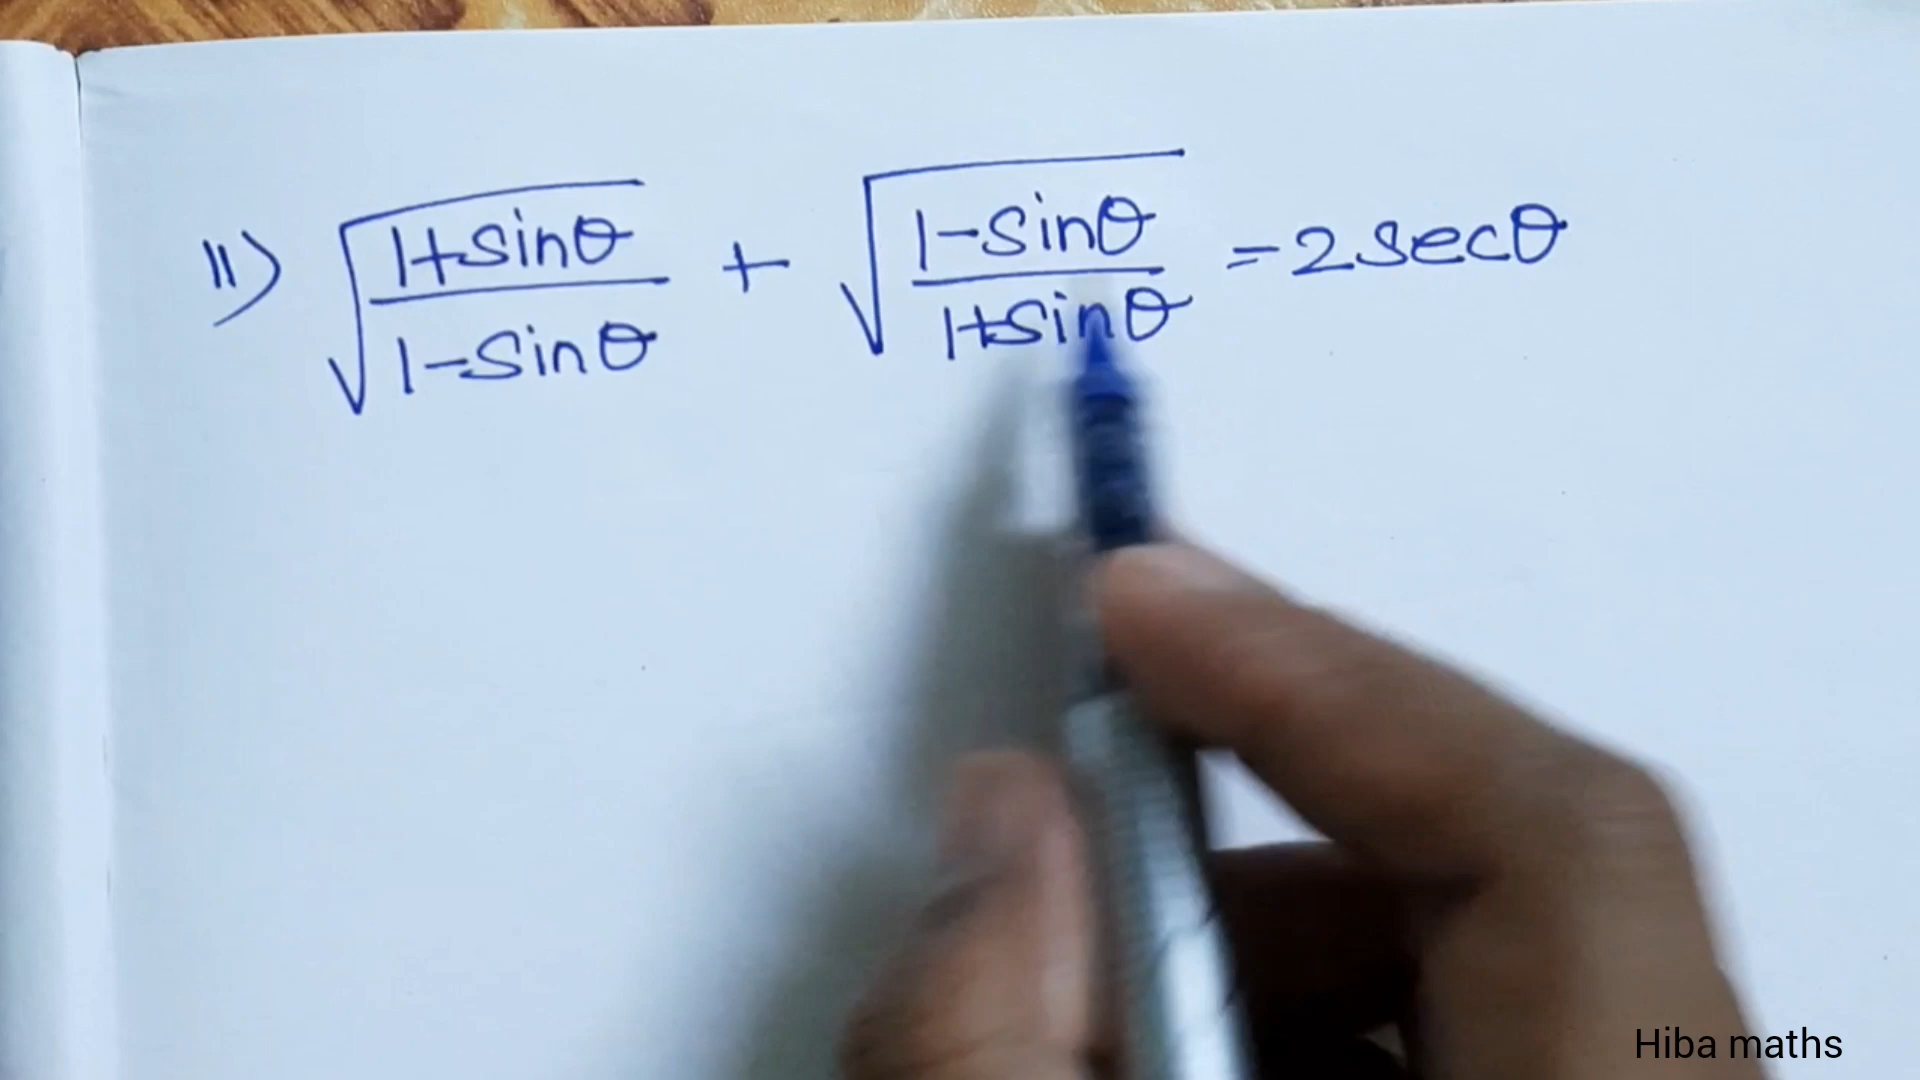 11) √(1+sinθ / 1-sinθ) + √(1-sinθ / 1+sinθ) = 2secθ
Hiba maths